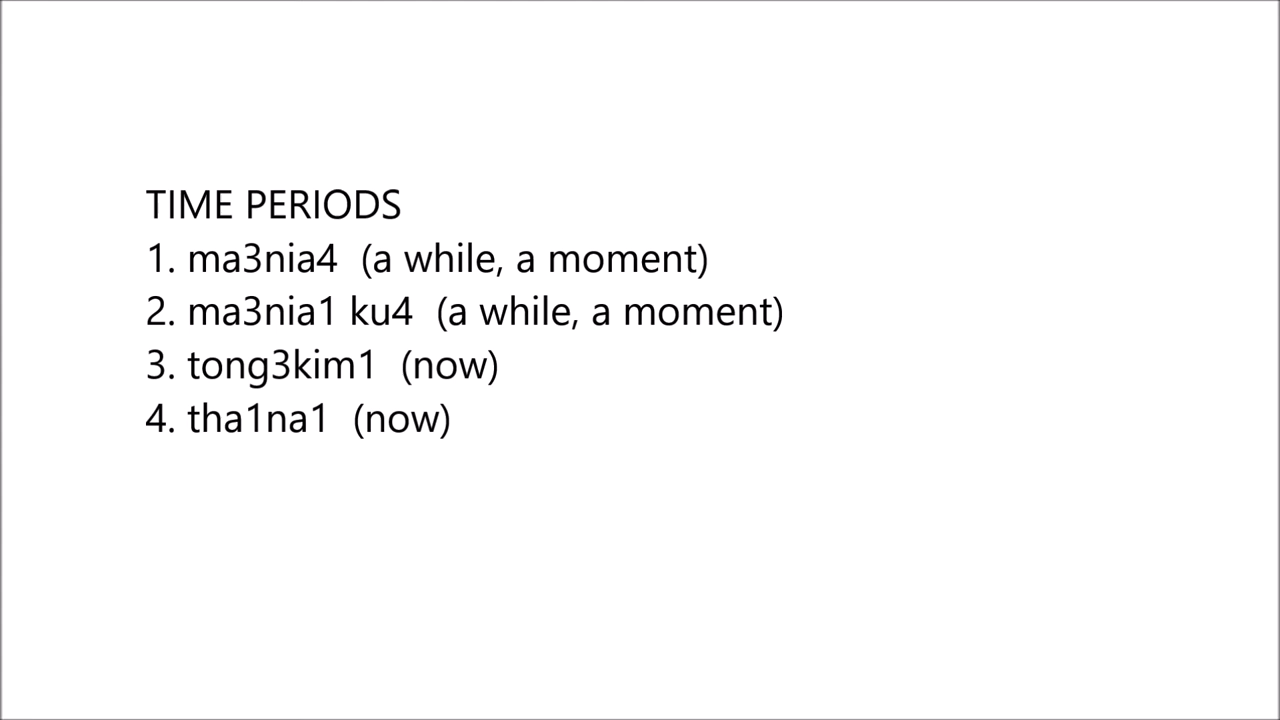 TIME PERIODS
1. ma3nia4 (a while, a moment)
2. ma3nia1 ku4 (a while, a moment)
3. tong3kim1 (now)
4. tha1na1 (now)